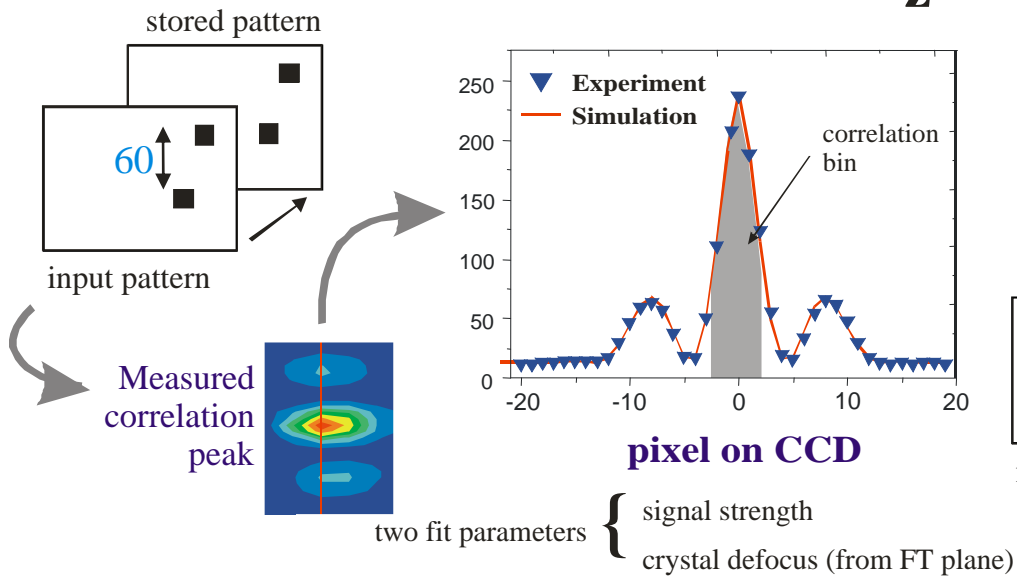 stored pattern
60
input pattern
Measured
correlation
peak
250
200
150
100
50
0
Experiment
Simulation
correlation
bin
-20 -10 0 10 20
pixel on CCD
two fit parameters { signal strength
crystal defocus (from FT plane)